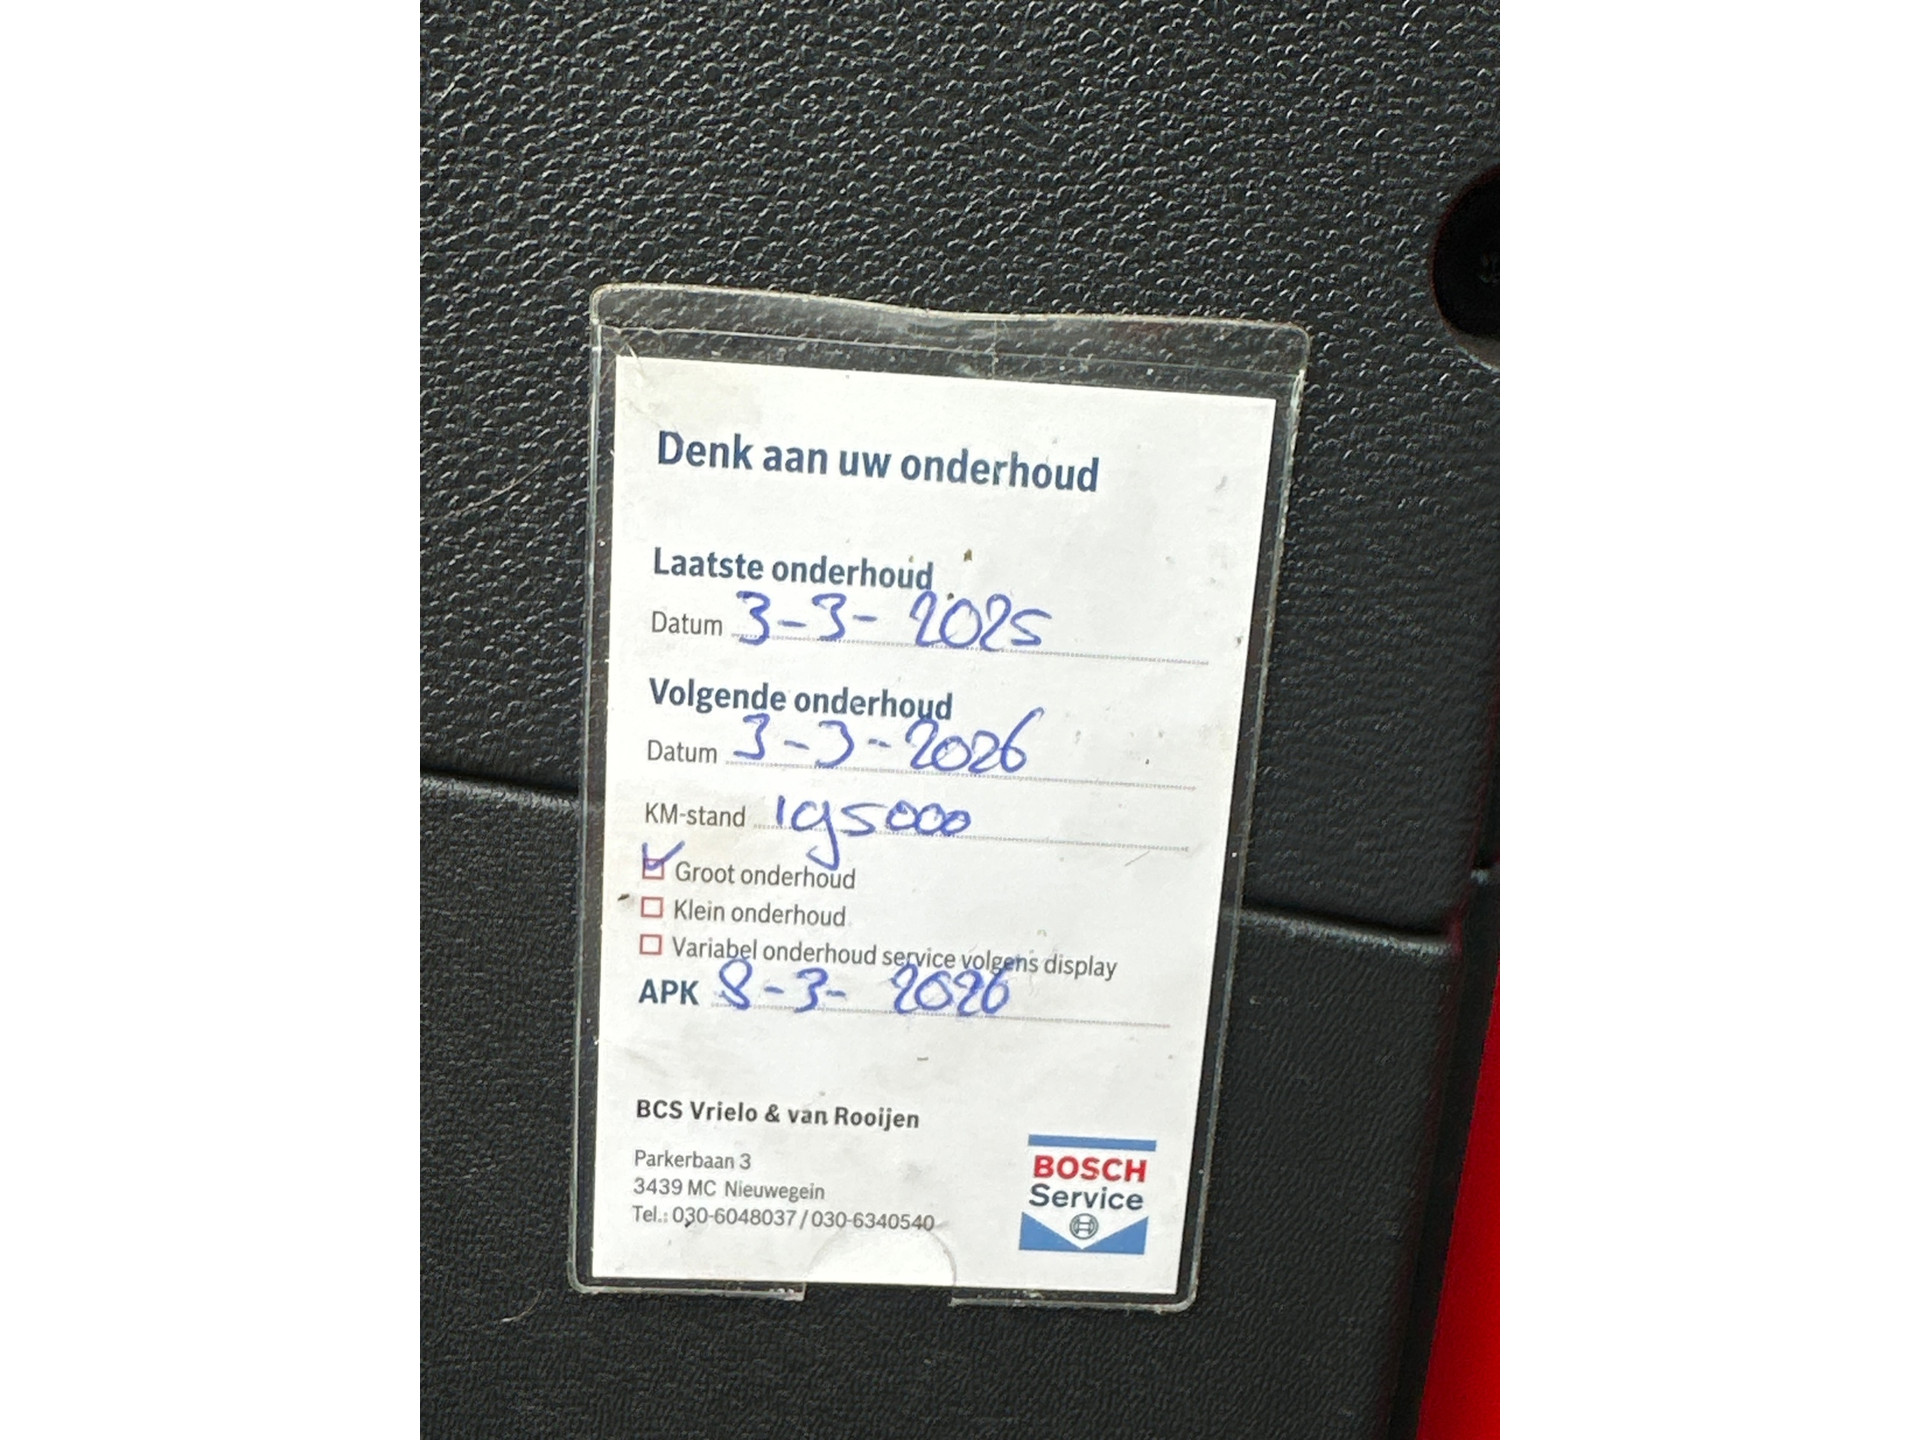 Denk aan uw onderhoud
Laatste onderhoud
Datum 3-3-2025
Volgende onderhoud
Datum 3-3-2026
KM-stand 195000
Groot onderhoud
Klein onderhoud
Variabel onderhoud service volgens display
APK 8-3-2026
BCS Vrielo & van Rooijen
Parkerbaan 3
3439 MC Nieuwegein
Tel.: 030-6048037 / 030-6340540
BOSCH
Service